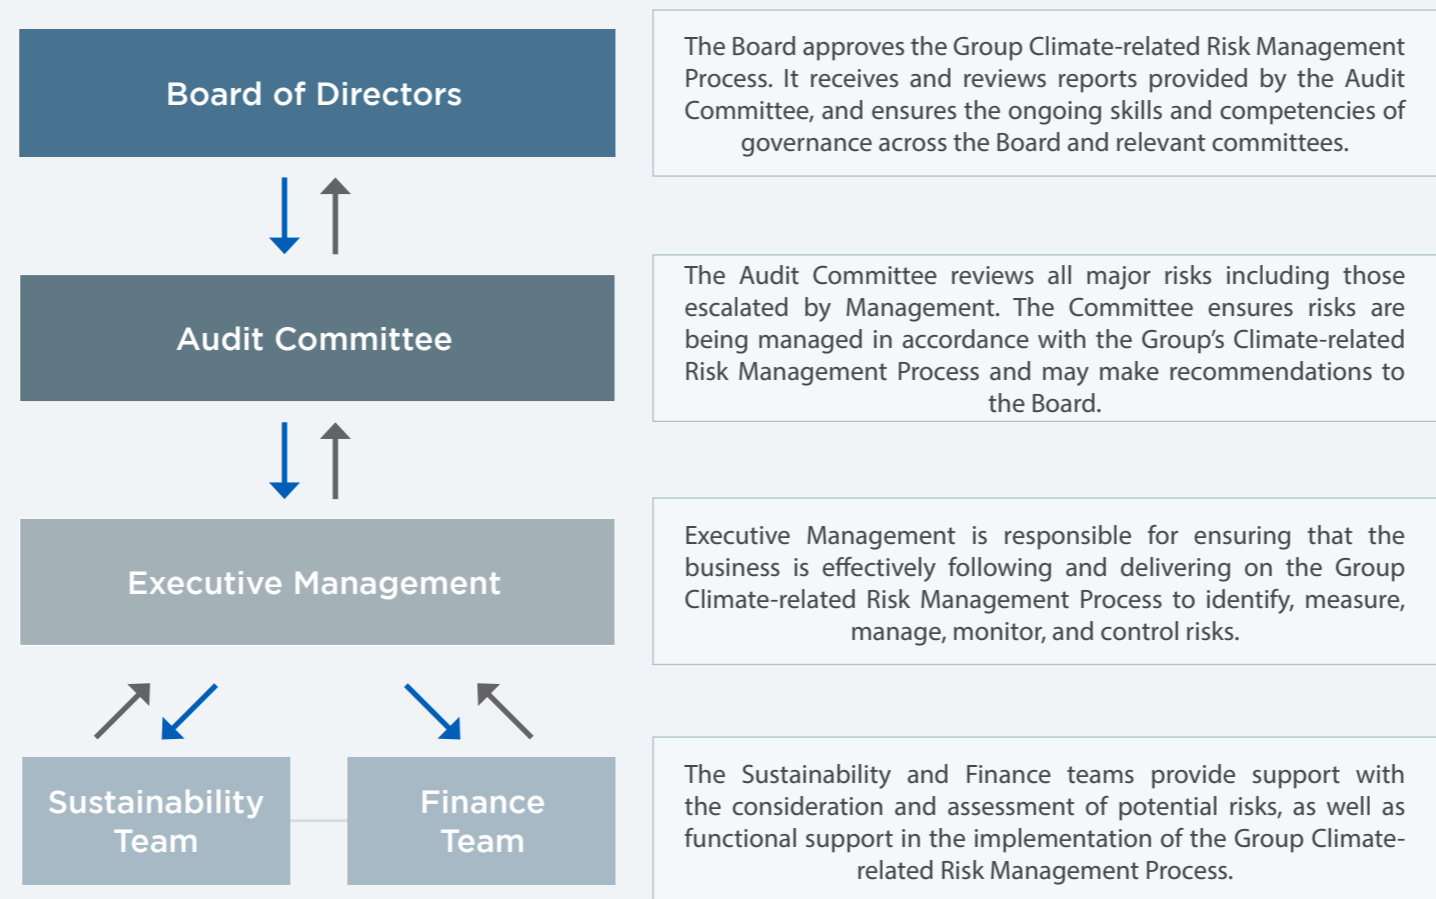 Board of Directors
The Board approves the Group Climate-related Risk Management
Process. It receives and reviews reports provided by the Audit
Committee, and ensures the ongoing skills and competencies of
governance across the Board and relevant committees.
Audit Committee
The Audit Committee reviews all major risks including those
escalated by Management. The Committee ensures risks are
being managed in accordance with the Group’s Climate-related
Risk Management Process and may make recommendations to
the Board.
Executive Management
Executive Management is responsible for ensuring that the
business is effectively following and delivering on the Group
Climate-related Risk Management Process to identify, measure,
manage, monitor, and control risks.
Sustainability
Team
Finance
Team
The Sustainability and Finance teams provide support with
the consideration and assessment of potential risks, as well as
functional support in the implementation of the Group Climate-
related Risk Management Process.